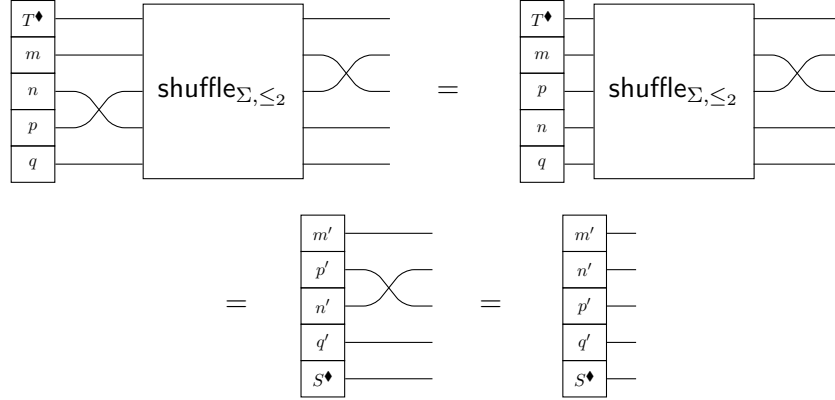 T♦ T♦
m m
n shuffle_{Σ,≤2} = p shuffle_{Σ,≤2}
p n
q q
m′ m′
p′ n′
= n′ = p′
q′ q′
S♦ S♦